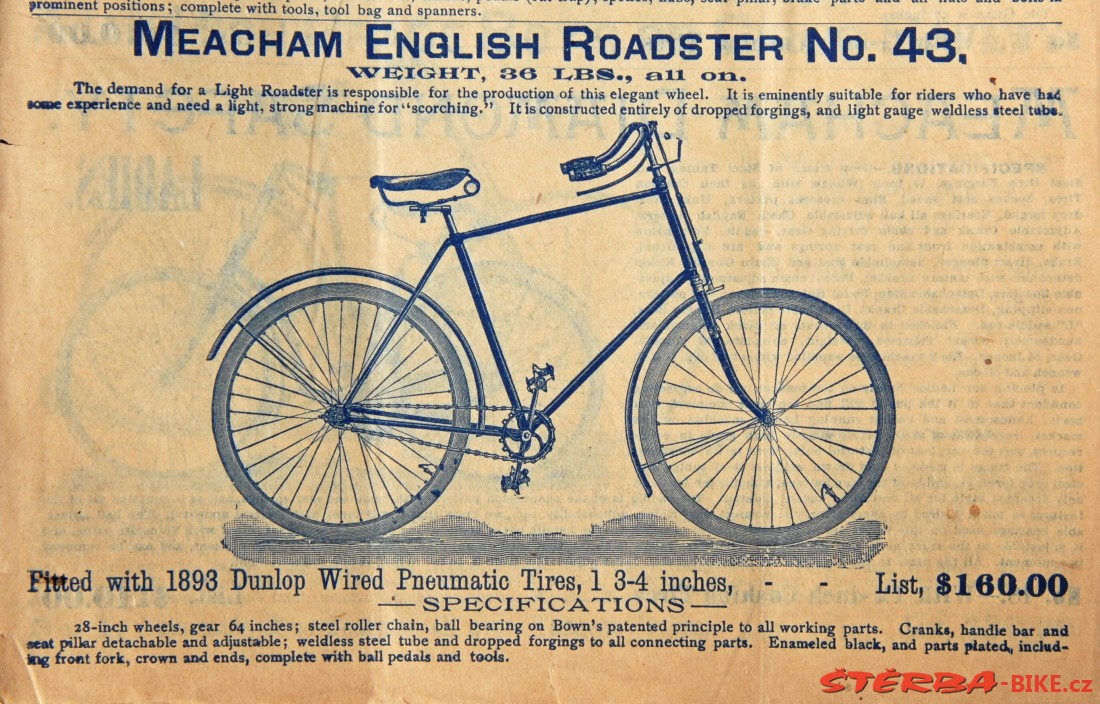 prominent positions; complete with tools, tool bag and spanners.
MEACHAM ENGLISH ROADSTER NO. 43.
WEIGHT, 36 LBS., all on.
The demand for a Light Roadster is responsible for the production of this elegant wheel. It is eminently suitable for riders who have had
some experience and need a light, strong machine for "scorching." It is constructed entirely of dropped forgings, and light gauge weldless steel tube.
Fitted with 1893 Dunlop Wired Pneumatic Tires, 1 3-4 inches, - - List, $160.00
SPECIFICATIONS
28-inch wheels, gear 64 inches; steel roller chain, ball bearing on Bown's patented principle to all working parts. Cranks, handle bar and
seat pillar detachable and adjustable; weldless steel tube and dropped forgings to all connecting parts. Enameled black, and parts plated, includ-
ing front fork, crown and ends, complete with ball pedals and tools.
ŠTĚRBA-BIKE.cz